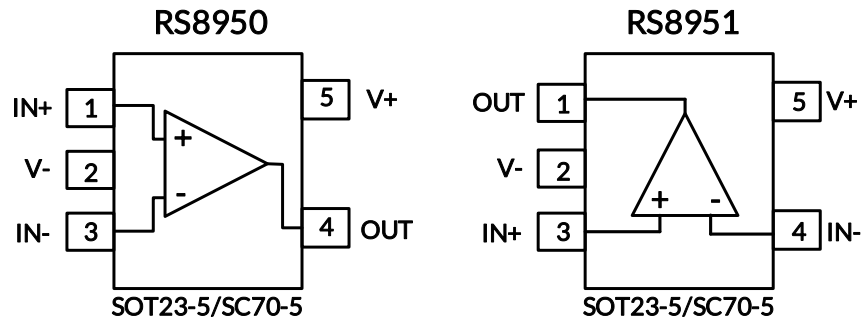 RS8950
IN+ 1
+
5 V+
V- 2
-
IN- 3
4 OUT
SOT23-5/SC70-5
RS8951
OUT 1
5 V+
V- 2
+ -
IN+ 3
4 IN-
SOT23-5/SC70-5